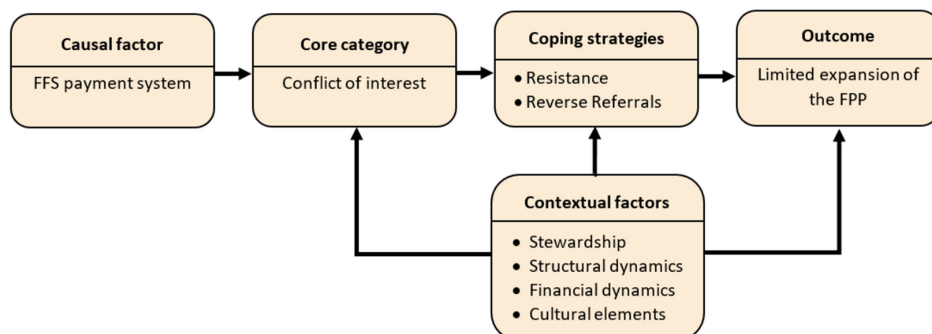 Causal factor
FFS payment system
Core category
Conflict of interest
Coping strategies
• Resistance
• Reverse Referrals
Outcome
Limited expansion of
the FPP
Contextual factors
• Stewardship
• Structural dynamics
• Financial dynamics
• Cultural elements